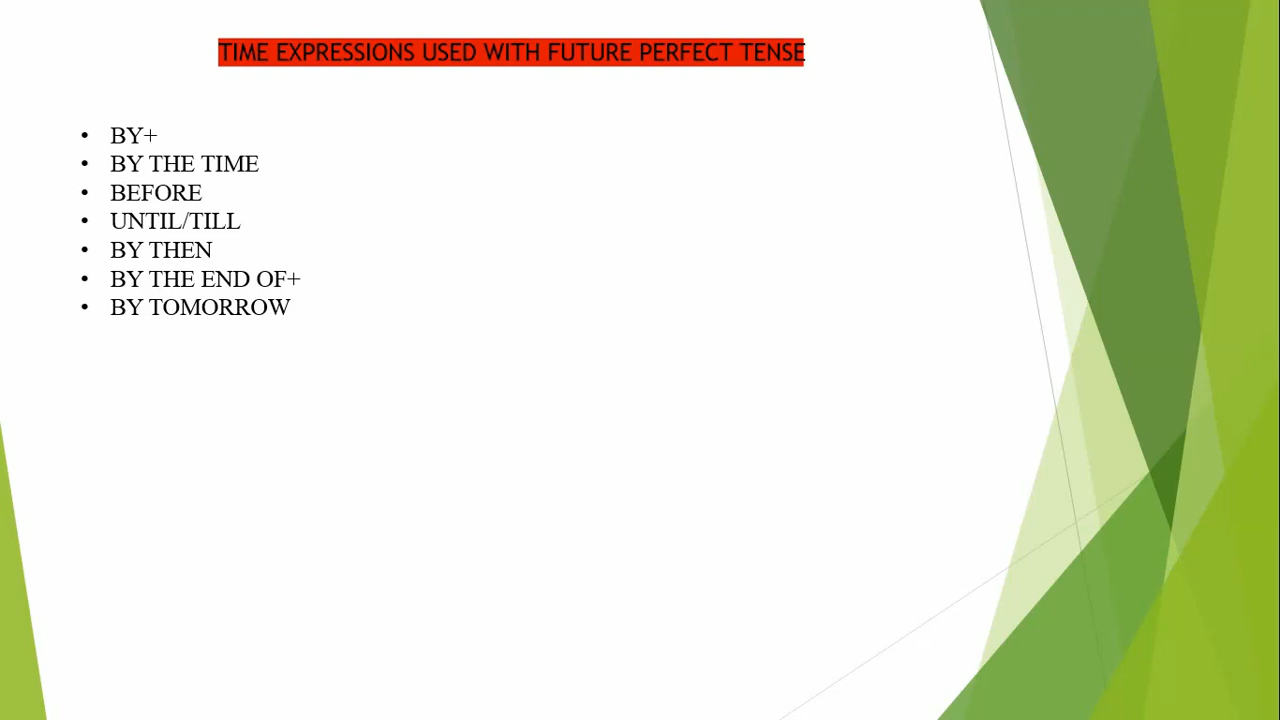 TIME EXPRESSIONS USED WITH FUTURE PERFECT TENSE
• BY+
• BY THE TIME
• BEFORE
• UNTIL/TILL
• BY THEN
• BY THE END OF+
• BY TOMORROW